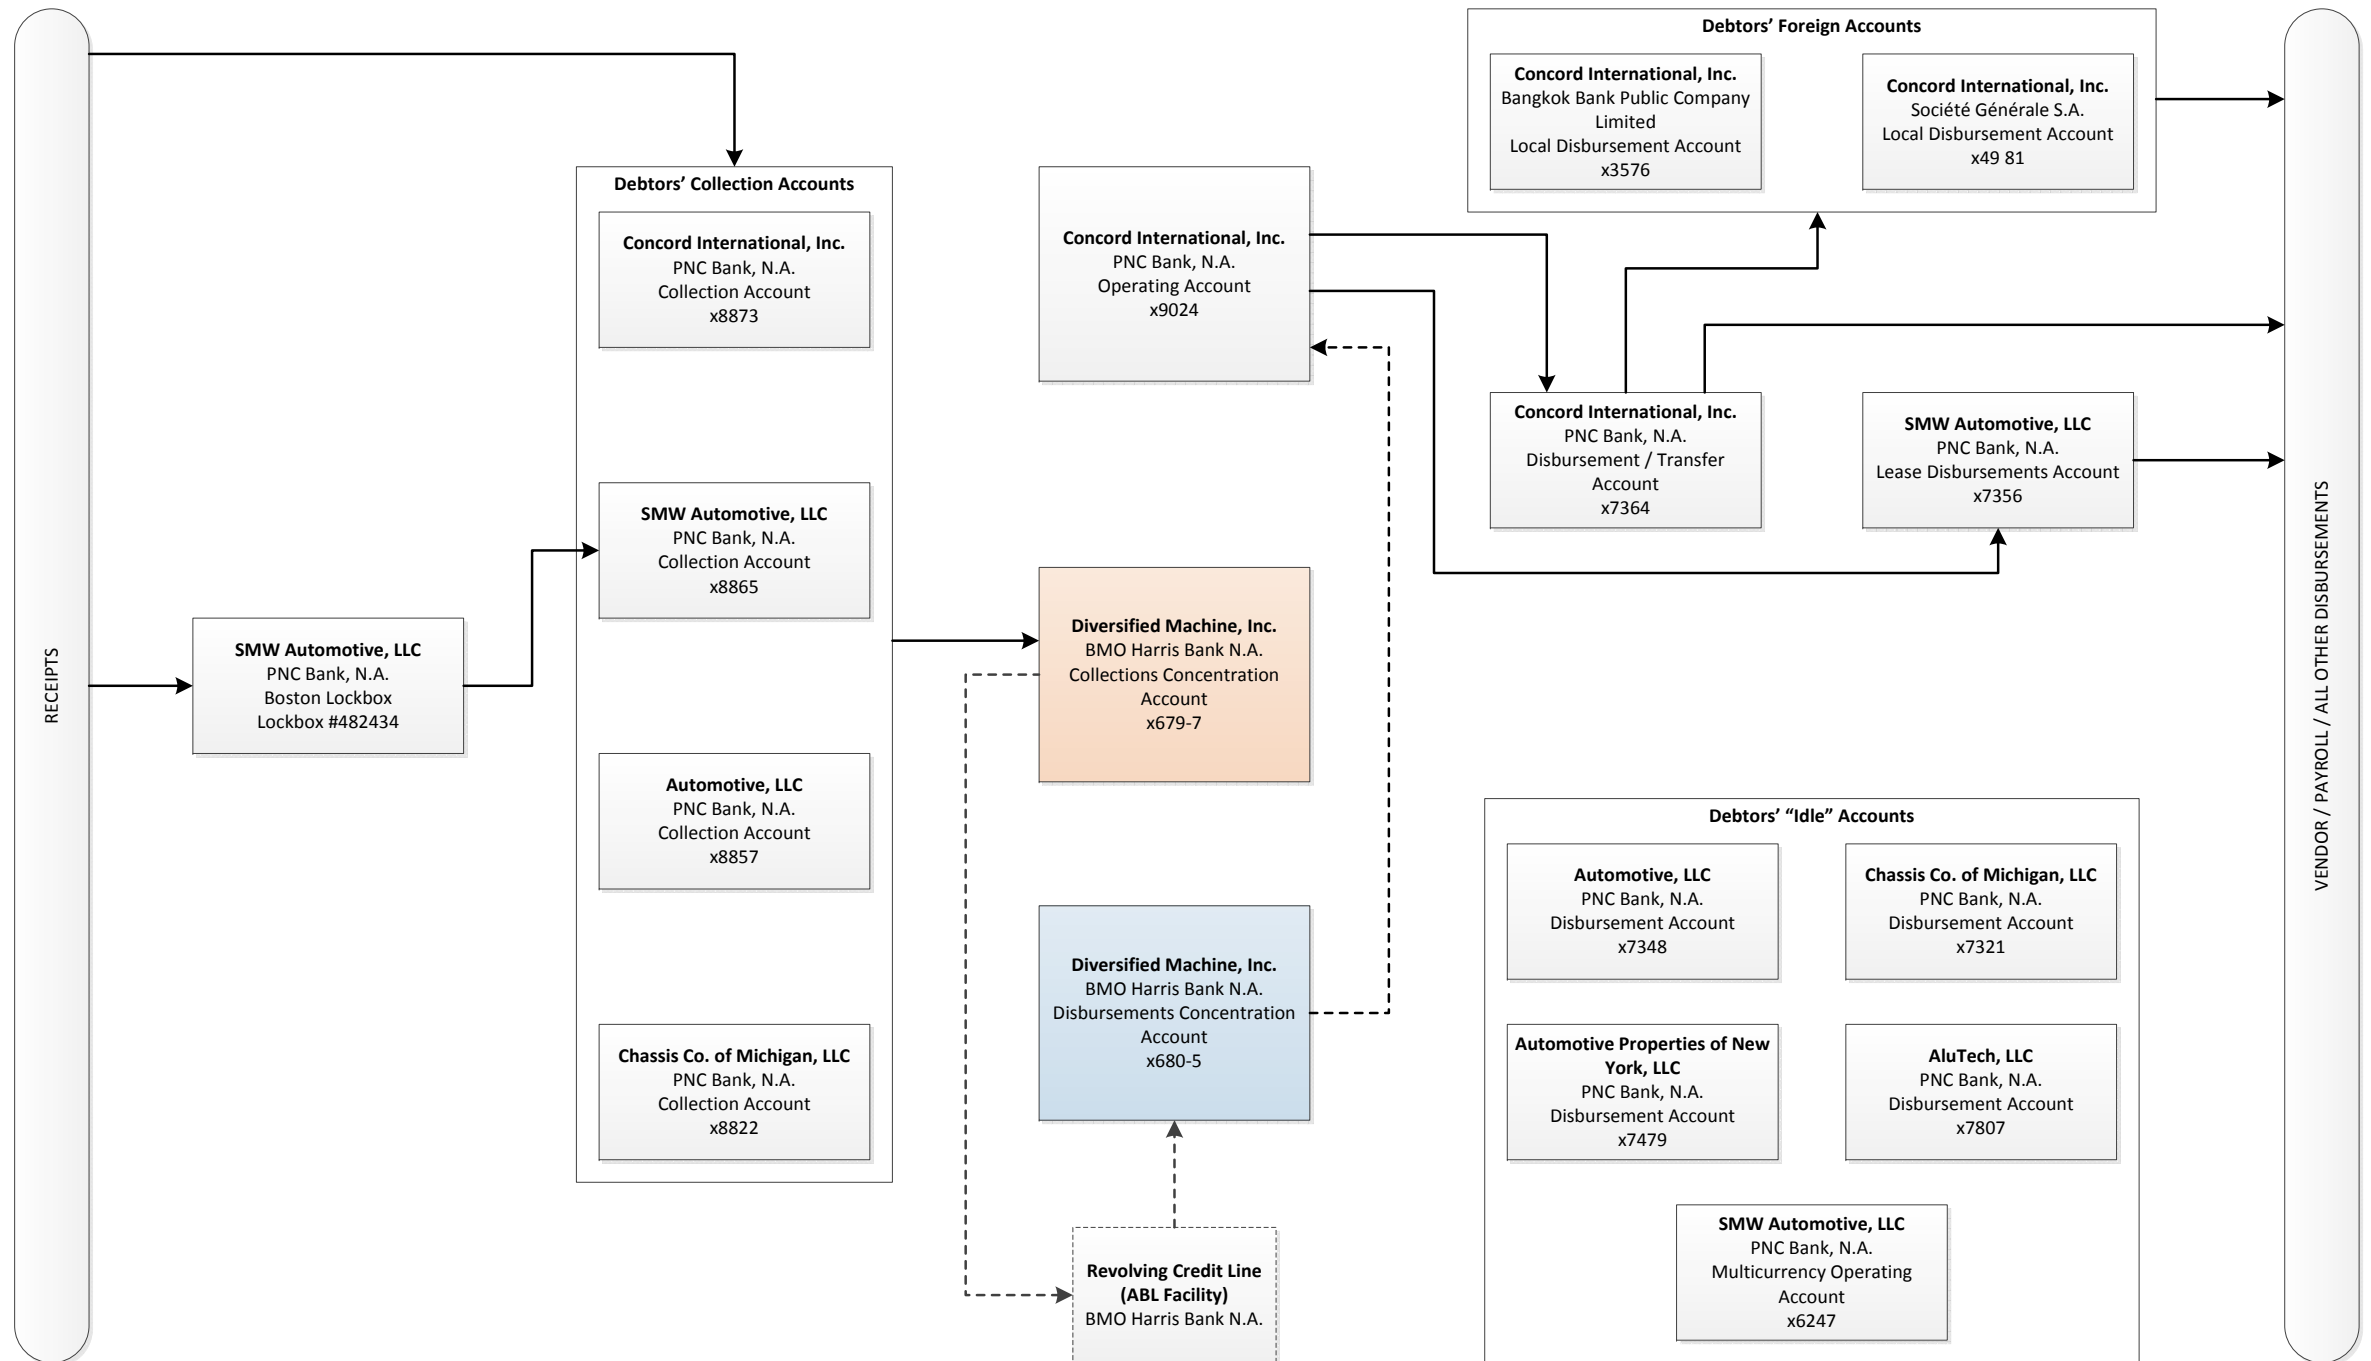 RECEIPTS
SMW Automotive, LLC
PNC Bank, N.A.
Boston Lockbox
Lockbox #482434
Debtors’ Collection Accounts
Concord International, Inc.
PNC Bank, N.A.
Collection Account
x8873
SMW Automotive, LLC
PNC Bank, N.A.
Collection Account
x8865
Automotive, LLC
PNC Bank, N.A.
Collection Account
x8857
Chassis Co. of Michigan, LLC
PNC Bank, N.A.
Collection Account
x8822
Concord International, Inc.
PNC Bank, N.A.
Operating Account
x9024
Diversified Machine, Inc.
BMO Harris Bank N.A.
Collections Concentration
Account
x679-7
Diversified Machine, Inc.
BMO Harris Bank N.A.
Disbursements Concentration
Account
x680-5
Revolving Credit Line
(ABL Facility)
BMO Harris Bank N.A.
Debtors’ Foreign Accounts
Concord International, Inc.
Bangkok Bank Public Company
Limited
Local Disbursement Account
x3576
Concord International, Inc.
Société Générale S.A.
Local Disbursement Account
x49 81
Concord International, Inc.
PNC Bank, N.A.
Disbursement / Transfer
Account
x7364
SMW Automotive, LLC
PNC Bank, N.A.
Lease Disbursements Account
x7356
Debtors’ “Idle” Accounts
Automotive, LLC
PNC Bank, N.A.
Disbursement Account
x7348
Chassis Co. of Michigan, LLC
PNC Bank, N.A.
Disbursement Account
x7321
Automotive Properties of New
York, LLC
PNC Bank, N.A.
Disbursement Account
x7479
AluTech, LLC
PNC Bank, N.A.
Disbursement Account
x7807
SMW Automotive, LLC
PNC Bank, N.A.
Multicurrency Operating
Account
x6247
VENDOR / PAYROLL / ALL OTHER DISBURSEMENTS